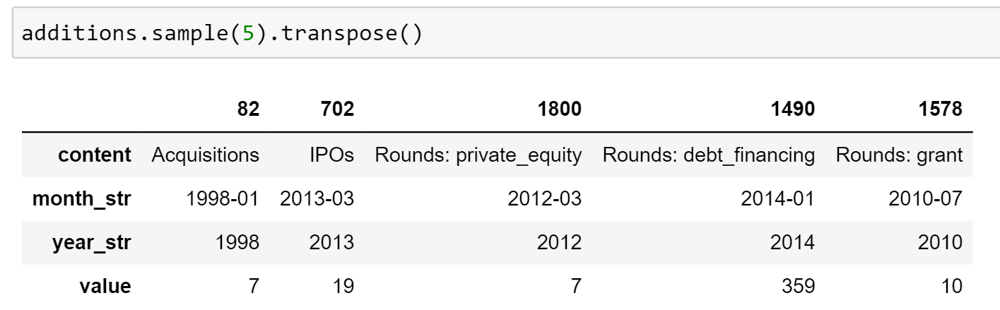 additions.sample(5).transpose()
82 702 1800 1490 1578
content Acquisitions IPOs Rounds: private_equity Rounds: debt_financing Rounds: grant
month_str 1998-01 2013-03 2012-03 2014-01 2010-07
year_str 1998 2013 2012 2014 2010
value 7 19 7 359 10